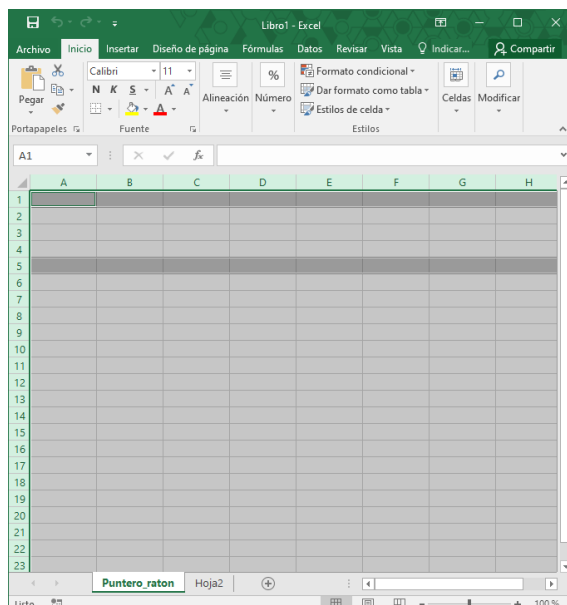 Libro1 - Excel
Archivo Inicio Insertar Diseño de página Fórmulas Datos Revisar Vista Indicar... Compartir
Pegar
Calibri 11
N K S A A
A
Alineación
%
Número
Formato condicional
Dar formato como tabla
Estilos de celda
Celdas Modificar
Portapapeles Fuente Estilos
A1 fx
A B C D E F G H
1
2
3
4
5
6
7
8
9
10
11
12
13
14
15
16
17
18
19
20
21
22
23
Puntero_raton Hoja2
Listo 100 %